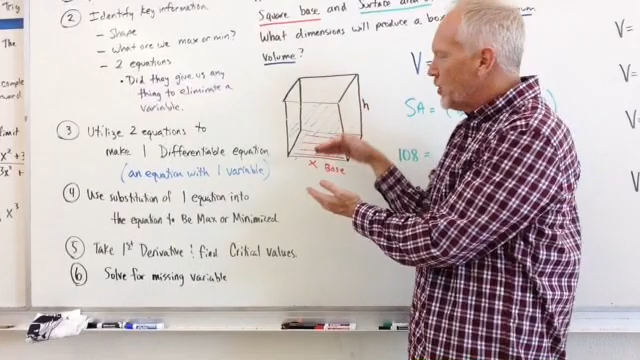 Trig
② Identify key information.
- Shape
- What are we max or min?
- 2 equations
• Did they give us any
thing to eliminate a
variable.
③ Utilize 2 equations to
make 1 Differentiable equation
(an equation with 1 variable)
④ Use substitution of 1 equation into
the equation to Be Max or Minimized.
⑤ Take 1st Derivative & find Critical values.
⑥ Solve for missing variable
Square base and Surface area
What dimensions will produce a box
Volume?
h
x Base
V
SA = (
108 =
The
limit
x²+3
3x³
x³
V
V
V